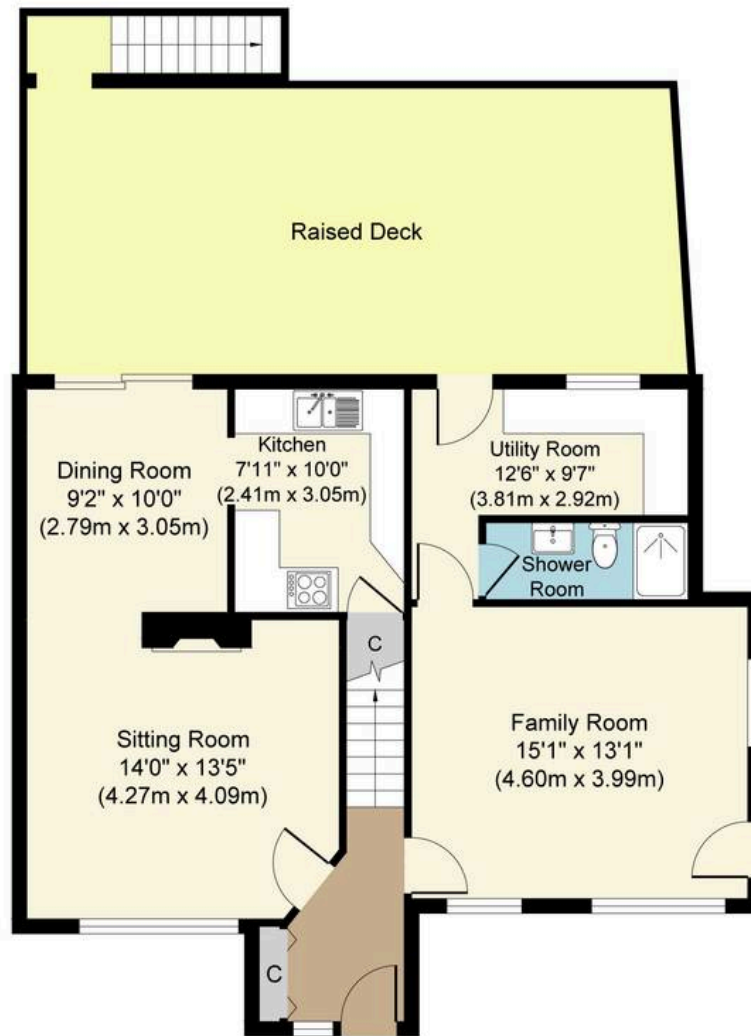 Raised Deck
Dining Room
9'2" x 10'0"
(2.79m x 3.05m)
Kitchen
7'11" x 10'0"
(2.41m x 3.05m)
Utility Room
12'6" x 9'7"
(3.81m x 2.92m)
Shower
Room
C
Sitting Room
14'0" x 13'5"
(4.27m x 4.09m)
Family Room
15'1" x 13'1"
(4.60m x 3.99m)
C